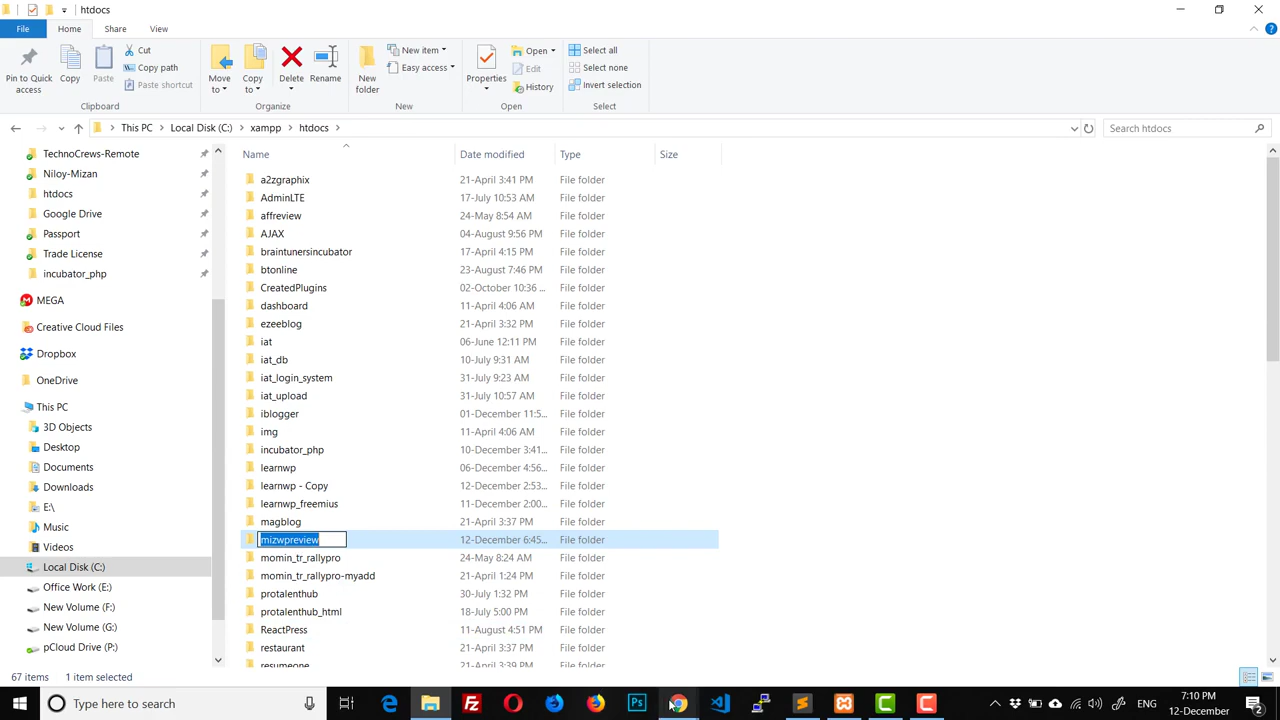 htdocs
File Home Share View
Pin to Quick access
Copy
Paste
Cut
Copy path
Paste shortcut
Clipboard
Move to
Copy to
Delete
Rename
Organize
New folder
New item
Easy access
New
Properties
Open
Edit
History
Open
Select all
Select none
Invert selection
Select
This PC > Local Disk (C:) > xampp > htdocs >
Search htdocs
TechnoCrews-Remote
Niloy-Mizan
htdocs
Google Drive
Passport
Trade License
incubator_php
MEGA
Creative Cloud Files
Dropbox
OneDrive
This PC
3D Objects
Desktop
Documents
Downloads
E:\
Music
Videos
Local Disk (C:)
Office Work (E:)
New Volume (F:)
New Volume (G:)
pCloud Drive (P:)
Name Date modified Type Size
a2zgraphix 21-April 3:41 PM File folder
AdminLTE 17-July 10:53 AM File folder
affreview 24-May 8:54 AM File folder
AJAX 04-August 9:56 PM File folder
braintunersincubator 17-April 4:15 PM File folder
btonline 23-August 7:46 PM File folder
CreatedPlugins 02-October 10:36 ... File folder
dashboard 11-April 4:06 AM File folder
ezeeblog 21-April 3:32 PM File folder
iat 06-June 12:11 PM File folder
iat_db 10-July 9:31 AM File folder
iat_login_system 31-July 9:23 AM File folder
iat_upload 31-July 10:57 AM File folder
iblogger 01-December 11:5... File folder
img 11-April 4:06 AM File folder
incubator_php 10-December 3:41... File folder
learnwp 06-December 4:56... File folder
learnwp - Copy 12-December 2:53... File folder
learnwp_freemius 11-December 2:00... File folder
magblog 21-April 3:37 PM File folder
mizwpreview 12-December 6:45... File folder
momin_tr_rallypro 24-May 8:24 AM File folder
momin_tr_rallypro-myadd 21-April 1:24 PM File folder
protalenthub 30-July 1:32 PM File folder
protalenthub_html 18-July 5:00 PM File folder
ReactPress 11-August 4:51 PM File folder
restaurant 21-April 3:37 PM File folder
resumeone 21-April 3:39 PM File folder
67 items 1 item selected
Type here to search
7:10 PM
12-December
2